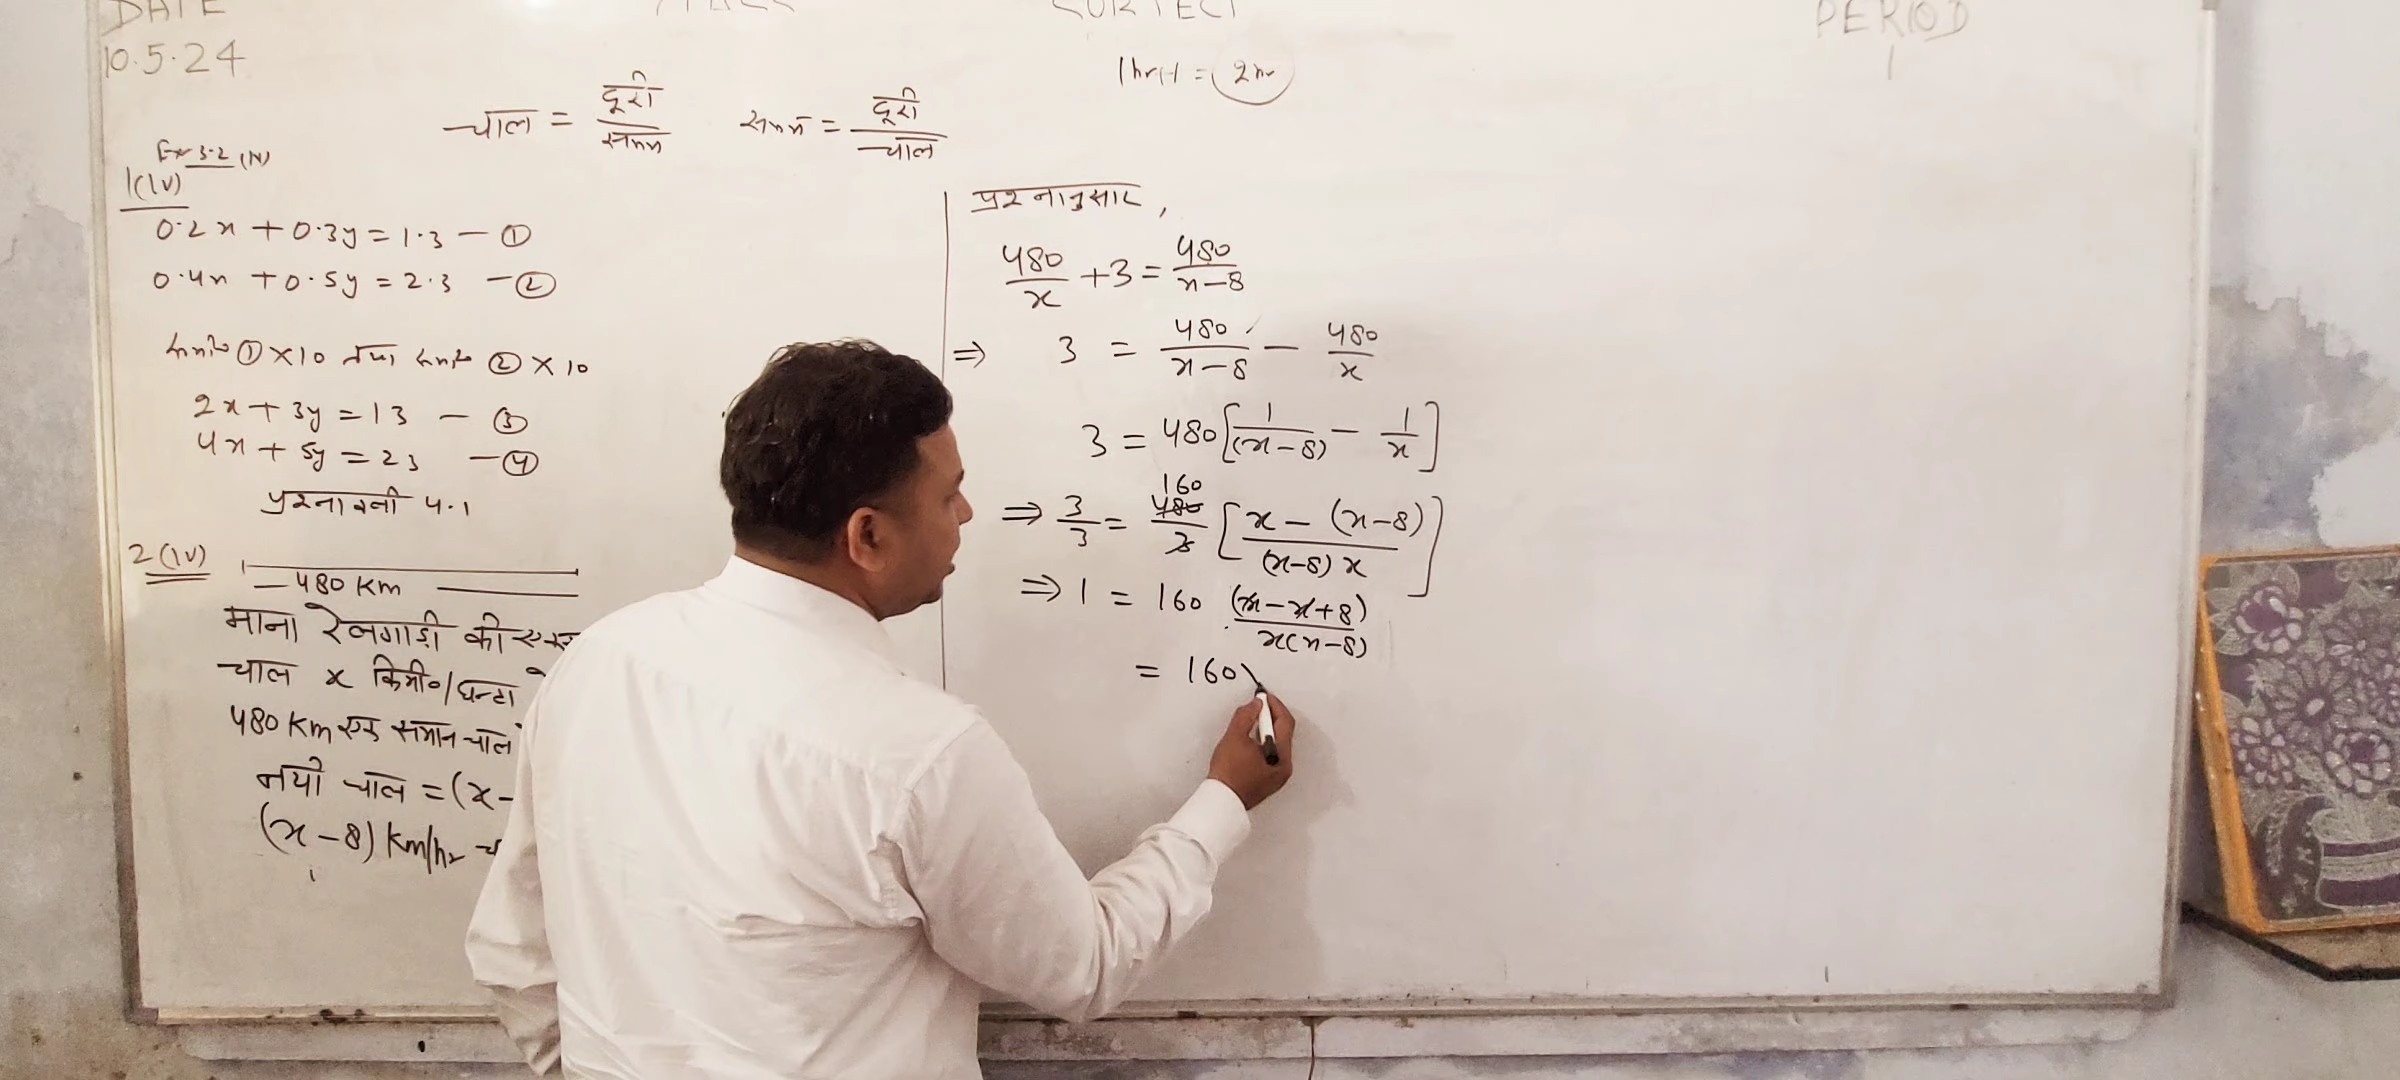 DATE
PERIOD
10.5.24
1
1hr = 2hr
चाल = दूरी / समय
समय = दूरी / चाल
Ex 3.2 (N)
1(iv)
0.2x + 0.3y = 1.3 — ①
0.4x + 0.5y = 2.3 — ②
समी० ① × 10 तथा समी० ② × 10
2x + 3y = 13 — ③
4x + 5y = 23 — ④
प्रश्नावली 4.1
2(iv)
— 480 Km —
माना रेलगाड़ी की एक
चाल x किमी०/घन्टा
480 Km एक समान चाल
नयी चाल = (x-
(x-8) Km/hr
प्रश्नानुसार,
480/x + 3 = 480/x-8
⇒ 3 = 480/x-8 - 480/x
3 = 480 [1/(x-8) - 1/x]
160
⇒ 3/3 = 480/3 [x - (x-8) / (x-8)x]
⇒ 1 = 160 (x-x+8) / x(x-8)
= 160